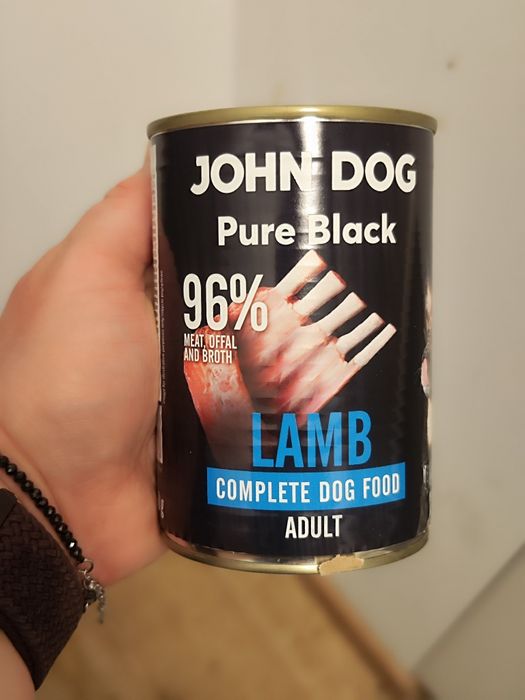 JOHN DOG
Pure Black
96%
MEAT, OFFAL
AND BROTH
LAMB
COMPLETE DOG FOOD
ADULT